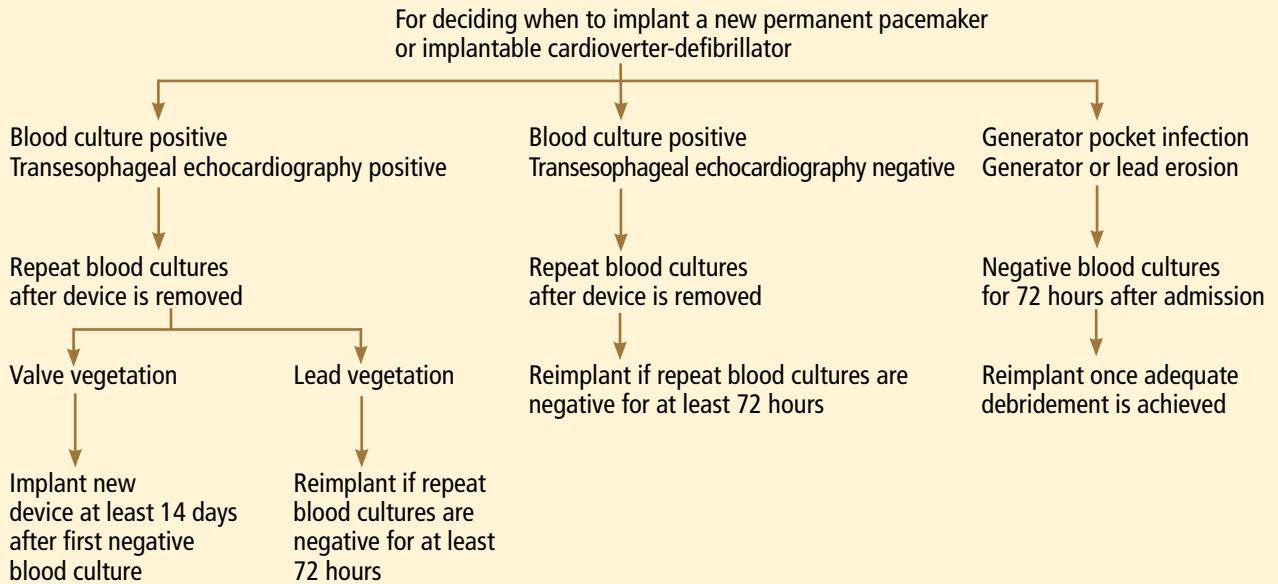 For deciding when to implant a new permanent pacemaker
or implantable cardioverter-defibrillator
Blood culture positive
Transesophageal echocardiography positive
Repeat blood cultures
after device is removed
Valve vegetation
Implant new
device at least 14 days
after first negative
blood culture
Lead vegetation
Reimplant if repeat
blood cultures are
negative for at least
72 hours
Blood culture positive
Transesophageal echocardiography negative
Repeat blood cultures
after device is removed
Reimplant if repeat blood cultures are
negative for at least 72 hours
Generator pocket infection
Generator or lead erosion
Negative blood cultures
for 72 hours after admission
Reimplant once adequate
debridement is achieved